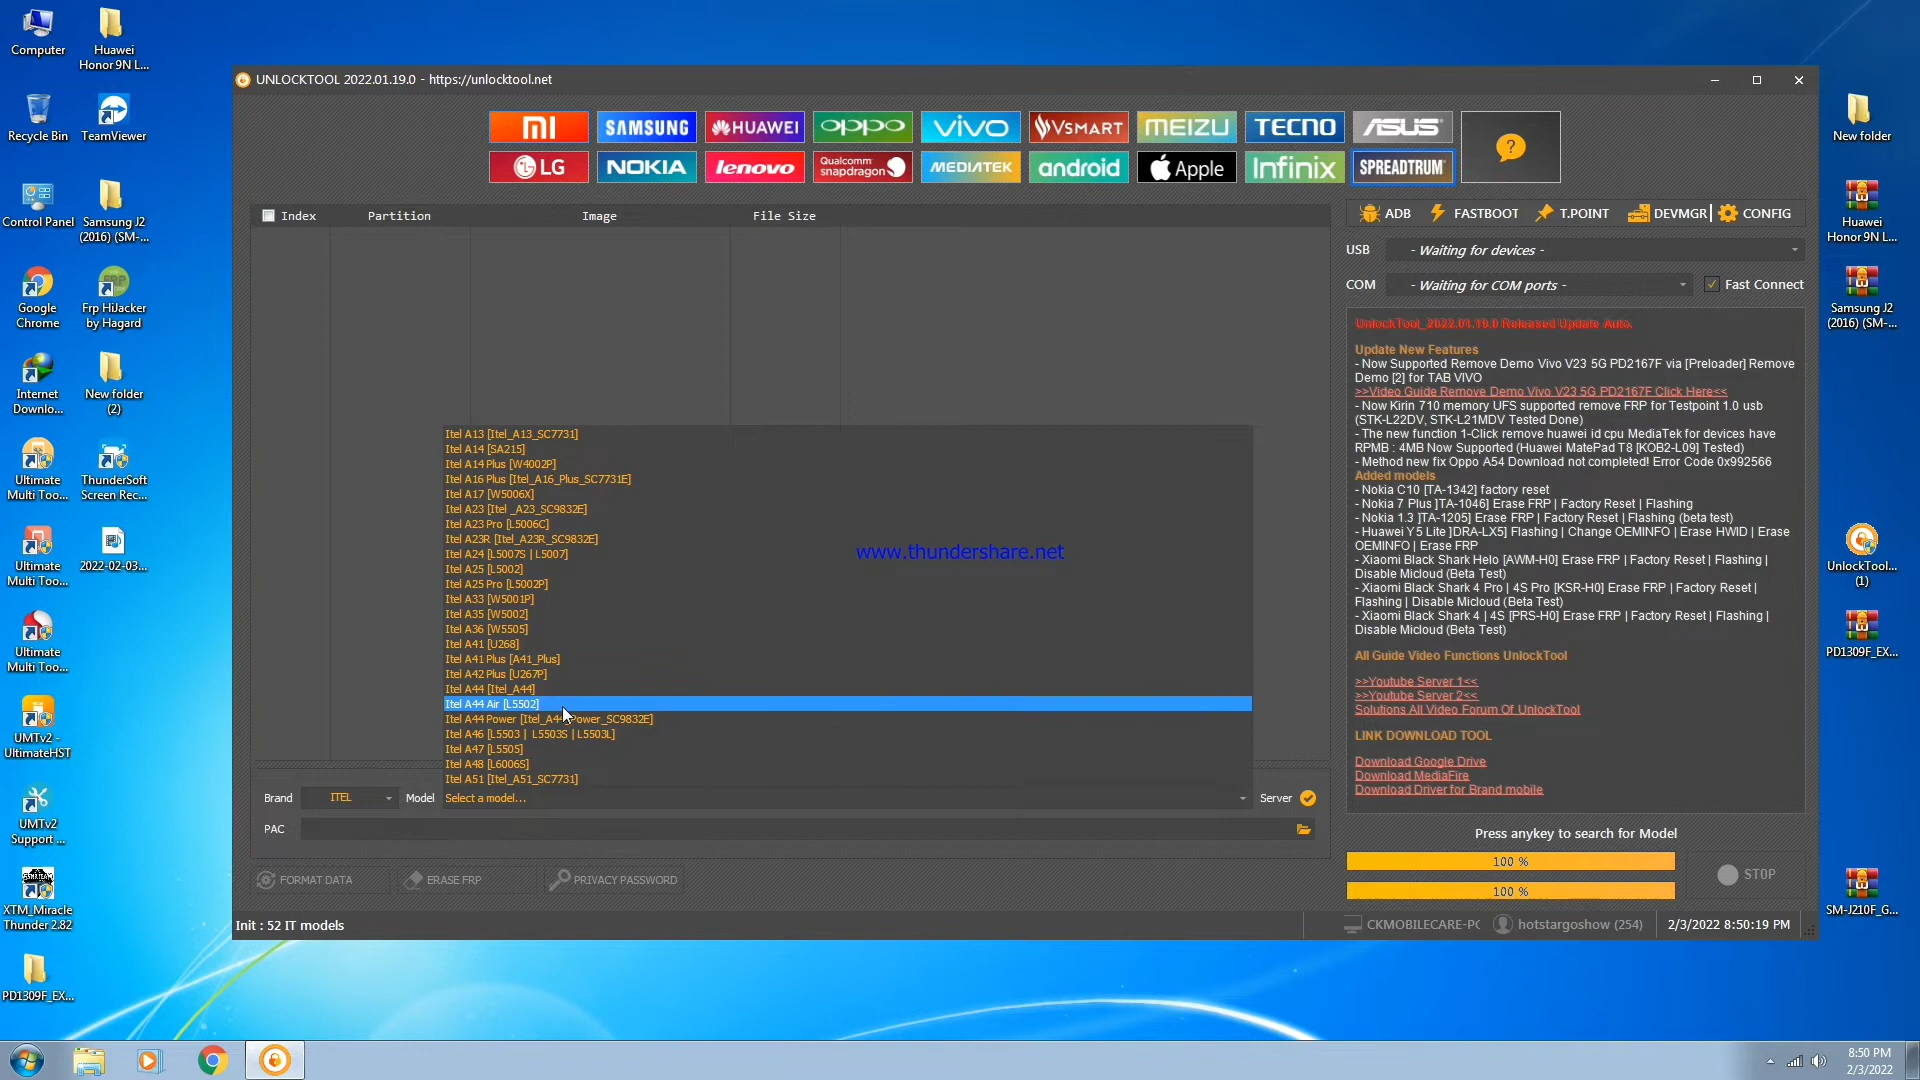 Computer
Huawei
Honor 9N L...
Recycle Bin
TeamViewer
Control Panel
Samsung J2
(2016) (SM-...
Google
Chrome
Frp HiJacker
by Hagard
Internet
Downlo...
New folder
(2)
Ultimate
Multi Too...
ThunderSoft
Screen Rec...
Ultimate
Multi Too...
2022-02-03...
Ultimate
Multi Too...
UMTv2 -
UltimateHST
UMTv2
Support ...
XTM_Miracle
Thunder 2.82
PD1309F_EX...
UNLOCKTOOL 2022.01.19.0 - https://unlocktool.net
MI
SAMSUNG
HUAWEI
oppo
vivo
VSMART
MEIZU
TECNO
ASUS
?
LG
NOKIA
lenovo
Qualcomm
snapdragon
MEDIATEK
android
Apple
Infinix
SPREADTRUM
Index
Partition
Image
File Size
ADB
FASTBOOT
T.POINT
DEVMGR
CONFIG
USB
- Waiting for devices -
COM
- Waiting for COM ports -
Fast Connect
UnlockTool_2022.01.19.0 Released Update Auto.
Update New Features
- Now Supported Remove Demo Vivo V23 5G PD2167F via [Preloader] Remove
Demo [2] for TAB VIVO
>>Video Guide Remove Demo Vivo V23 5G PD2167F Click Here<<
- Now Kirin 710 memory UFS supported remove FRP for Testpoint 1.0 usb
(STK-L22DV, STK-L21MDV Tested Done)
- The new function 1-Click remove huawei id cpu MediaTek for devices have
RPMB : 4MB Now Supported (Huawei MatePad T8 [KOB2-L09] Tested)
- Method new fix Oppo A54 Download not completed! Error Code 0x992566
Added models
- Nokia C10 [TA-1342] factory reset
- Nokia 7 Plus ]TA-1046] Erase FRP | Factory Reset | Flashing
- Nokia 1.3 ]TA-1205] Erase FRP | Factory Reset | Flashing (beta test)
- Huawei Y5 Lite ]DRA-LX5] Flashing | Change OEMINFO | Erase HWID | Erase
OEMINFO | Erase FRP
- Xiaomi Black Shark Helo [AWM-H0] Erase FRP | Factory Reset | Flashing |
Disable Micloud (Beta Test)
- Xiaomi Black Shark 4 Pro | 4S Pro [KSR-H0] Erase FRP | Factory Reset |
Flashing | Disable Micloud (Beta Test)
- Xiaomi Black Shark 4 | 4S [PRS-H0] Erase FRP | Factory Reset | Flashing |
Disable Micloud (Beta Test)
All Guide Video Functions UnlockTool
>>Youtube Server 1<<
>>Youtube Server 2<<
Solutions All Video Forum Of UnlockTool
LINK DOWNLOAD TOOL
Download Google Drive
Download MediaFire
Download Driver for Brand mobile
Itel A13 [Itel_A13_SC7731]
Itel A14 [SA215]
Itel A14 Plus [W4002P]
Itel A16 Plus [Itel_A16_Plus_SC7731E]
Itel A17 [W5006X]
Itel A23 [Itel _A23_SC9832E]
Itel A23 Pro [L5006C]
Itel A23R [Itel_A23R_SC9832E]
Itel A24 [L5007S | L5007]
Itel A25 [L5002]
Itel A25 Pro [L5002P]
Itel A33 [W5001P]
Itel A35 [W5002]
Itel A36 [W5505]
Itel A41 [U268]
Itel A41 Plus [A41_Plus]
Itel A42 Plus [U267P]
Itel A44 [Itel_A44]
Itel A44 Air [L5502]
Itel A44 Power [Itel_A44_Power_SC9832E]
Itel A46 [L5503 | L5503S | L5503L]
Itel A47 [L5505]
Itel A48 [L6006S]
Itel A51 [Itel_A51_SC7731]
www.thundershare.net
Brand
ITEL
Model
Select a model...
Server
PAC
FORMAT DATA
ERASE FRP
PRIVACY PASSWORD
Press anykey to search for Model
100 %
100 %
STOP
Init : 52 IT models
CKMOBILECARE-PC
hotstargoshow (254)
2/3/2022 8:50:19 PM
New folder
Huawei
Honor 9N L...
Samsung J2
(2016) (SM-...
UnlockTool...
(1)
PD1309F_EX...
SM-J210F_G...
8:50 PM
2/3/2022